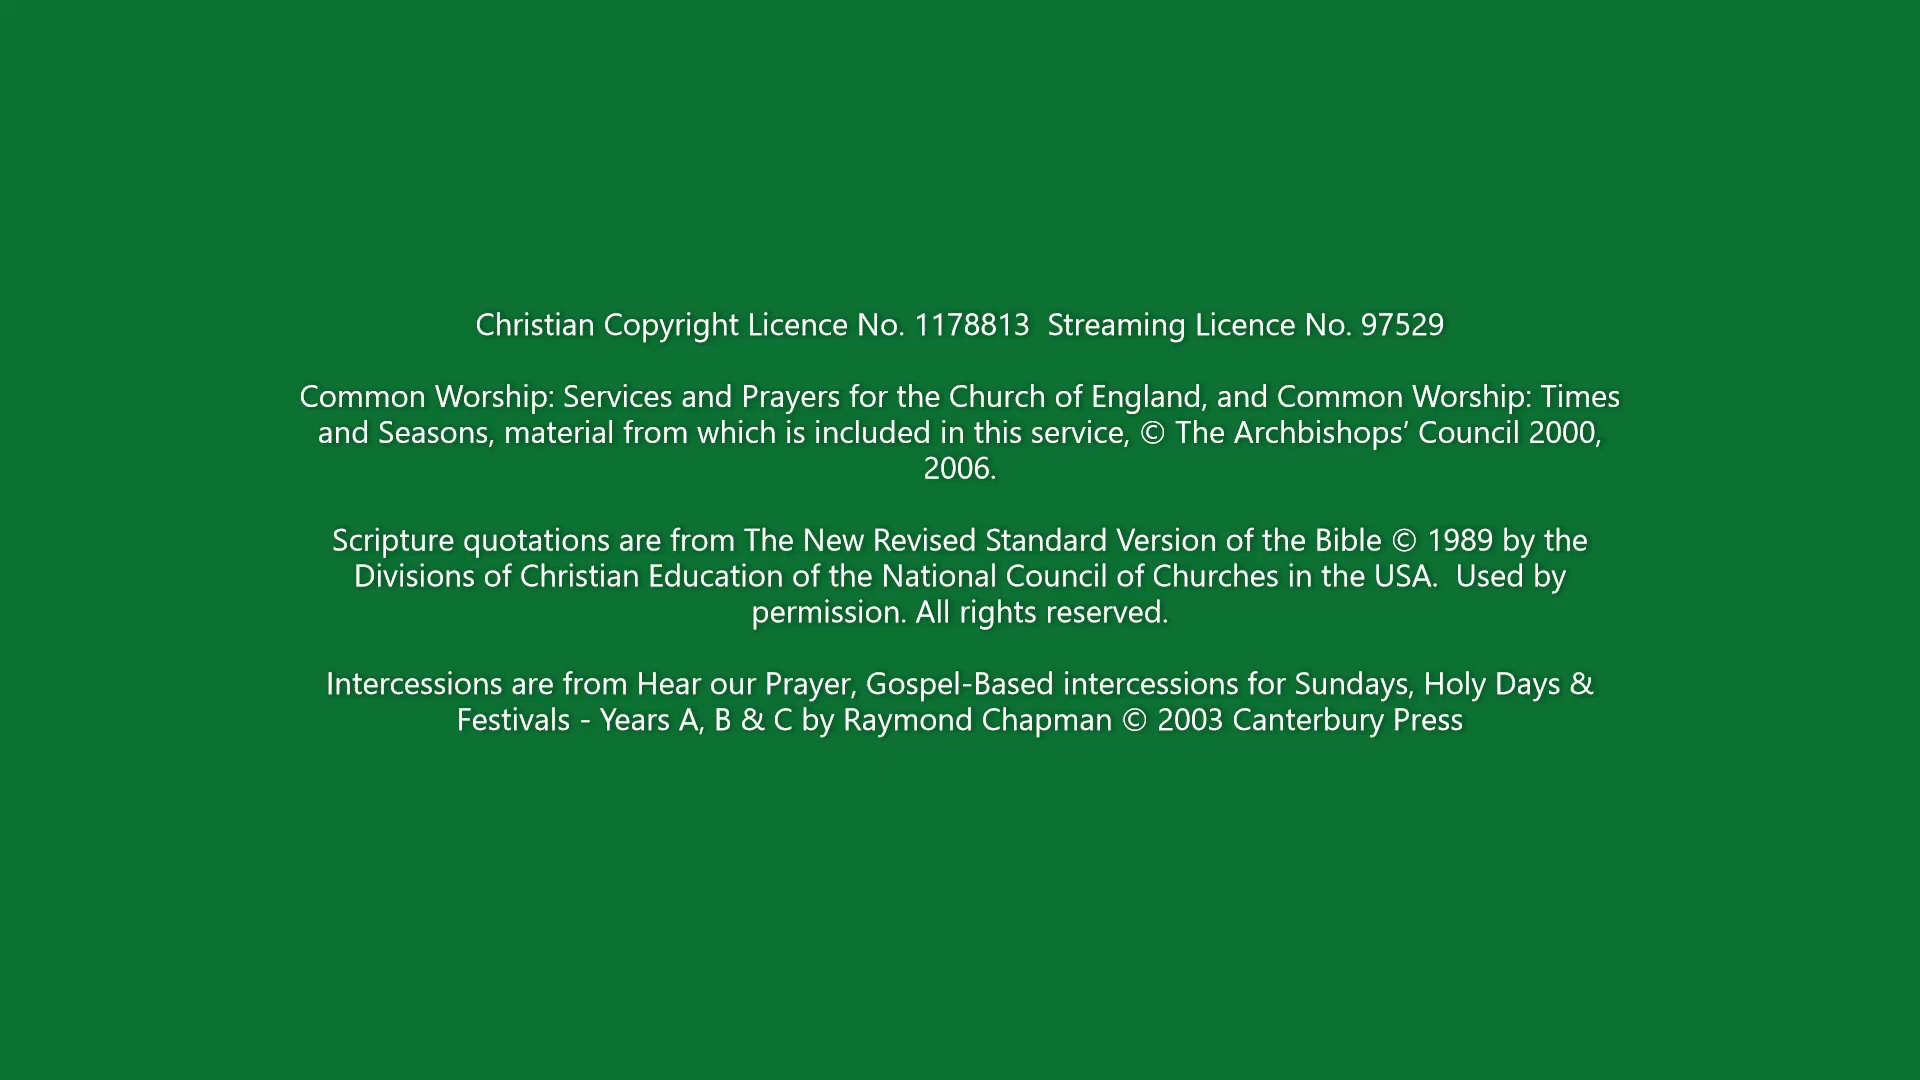 Christian Copyright Licence No. 1178813  Streaming Licence No. 97529
Common Worship: Services and Prayers for the Church of England, and Common Worship: Times
and Seasons, material from which is included in this service, © The Archbishops’ Council 2000,
2006.
Scripture quotations are from The New Revised Standard Version of the Bible © 1989 by the
Divisions of Christian Education of the National Council of Churches in the USA.  Used by
permission. All rights reserved.
Intercessions are from Hear our Prayer, Gospel-Based intercessions for Sundays, Holy Days &
Festivals - Years A, B & C by Raymond Chapman © 2003 Canterbury Press